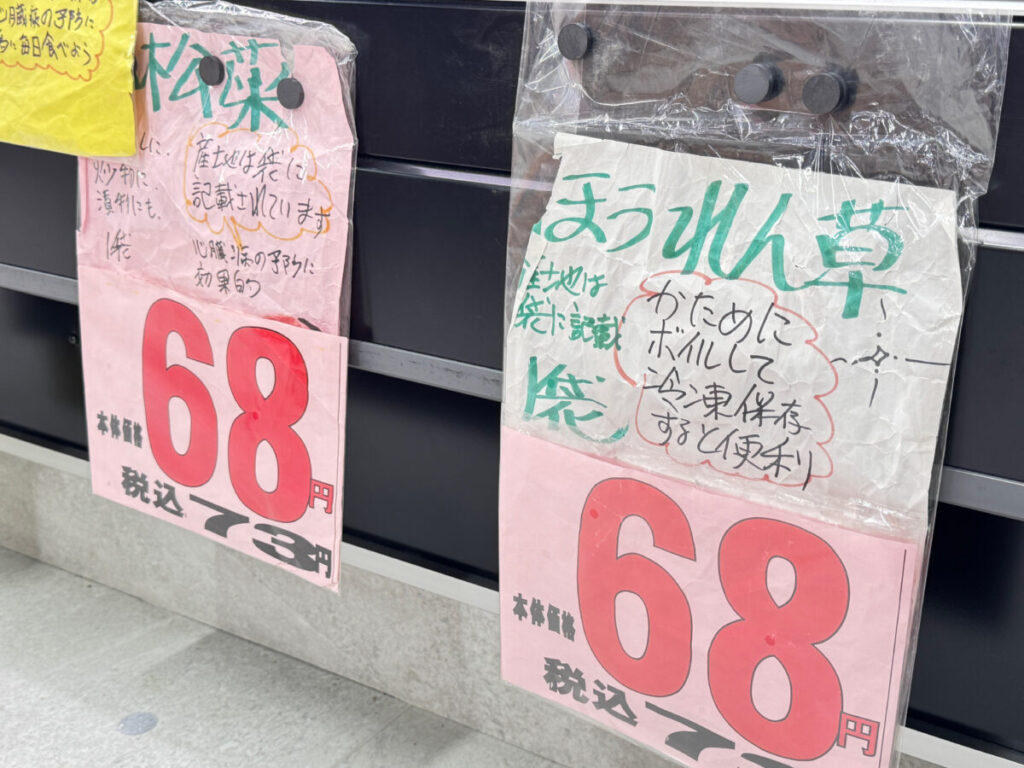 心臓病の予防に
毎日食べよう
松菜
産地は袋に
記載されています
に、
漬物にも、
1袋
心臓病の予防に
効果的
68円
本体価格
税込73円
ほうれん草
産地は
袋に記載
1袋
かためにボイルして
冷凍保存
すると便利
68円
本体価格
税込7